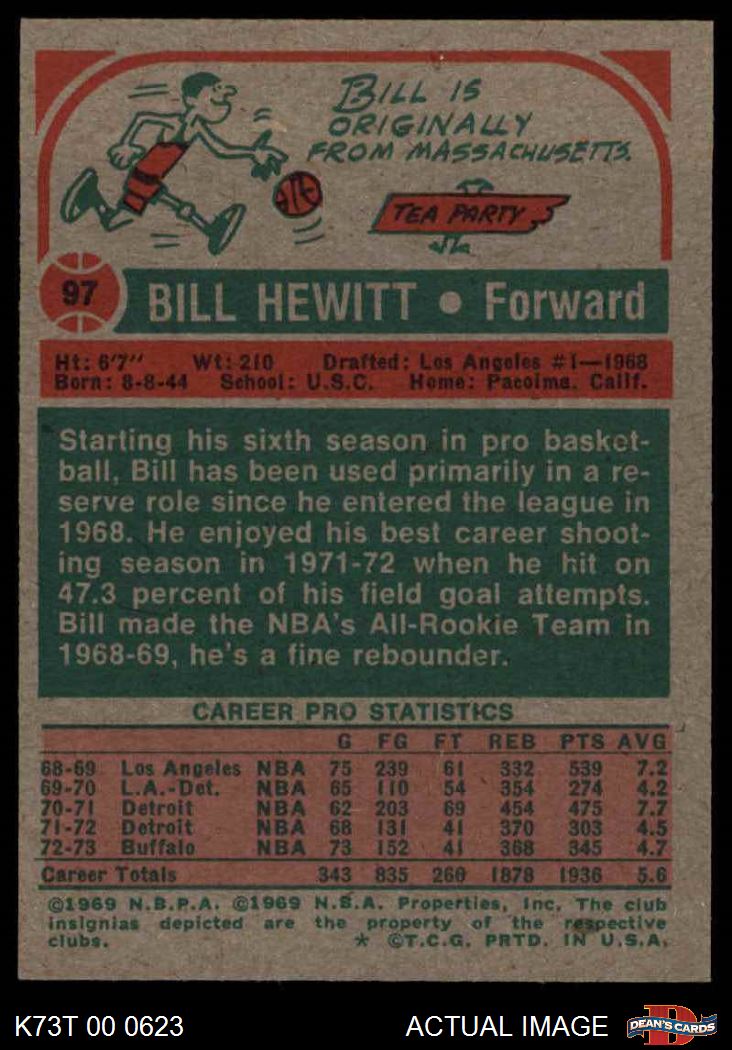 BILL IS
ORIGINALLY
FROM MASSACHUSETTS.
TEA PARTY
97
BILL HEWITT • Forward
Ht: 6'7" Wt: 210 Drafted: Los Angeles #1—1968
Born: 8-8-44 School: U.S.C. Home: Pacoima, Calif.
Starting his sixth season in pro basket-
ball, Bill has been used primarily in a re-
serve role since he entered the league in
1968. He enjoyed his best career shoot-
ing season in 1971-72 when he hit on
47.3 percent of his field goal attempts.
Bill made the NBA's All-Rookie Team in
1968-69, he's a fine rebounder.
CAREER PRO STATISTICS
G FG FT REB PTS AVG
68-69 Los Angeles NBA 75 239 61 332 539 7.2
69-70 L.A.-Det. NBA 65 110 54 354 274 4.2
70-71 Detroit NBA 62 203 69 454 475 7.7
71-72 Detroit NBA 68 131 41 370 303 4.5
72-73 Buffalo NBA 73 152 41 368 345 4.7
Career Totals 343 835 260 1878 1936 5.6
©1969 N.B.P.A. ©1969 N.B.A. Properties, Inc. The club
insignias depicted are the property of the respective
clubs. * ©T.C.G. PRTD. IN U.S.A.
K73T 00 0623 ACTUAL IMAGE
D
DEAN'S CARDS